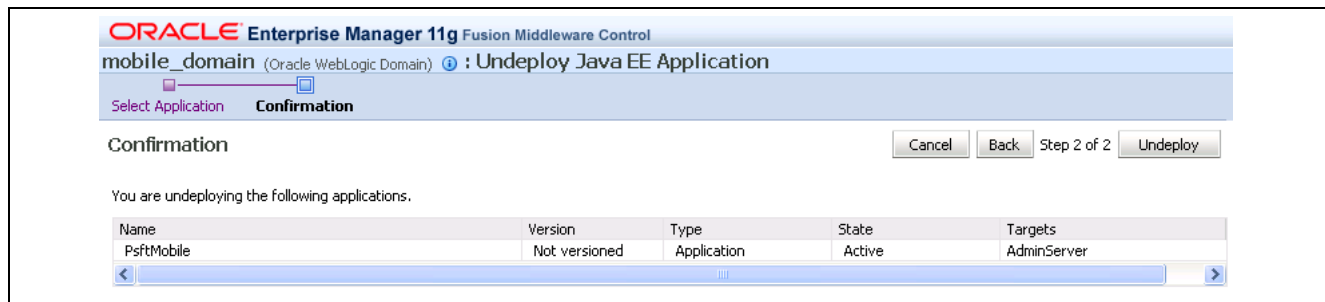 ORACLE Enterprise Manager 11g Fusion Middleware Control
mobile_domain (Oracle WebLogic Domain) : Undeploy Java EE Application
Select Application Confirmation
Confirmation Cancel Back Step 2 of 2 Undeploy
You are undeploying the following applications.
Name Version Type State Targets
PsftMobile Not versioned Application Active AdminServer